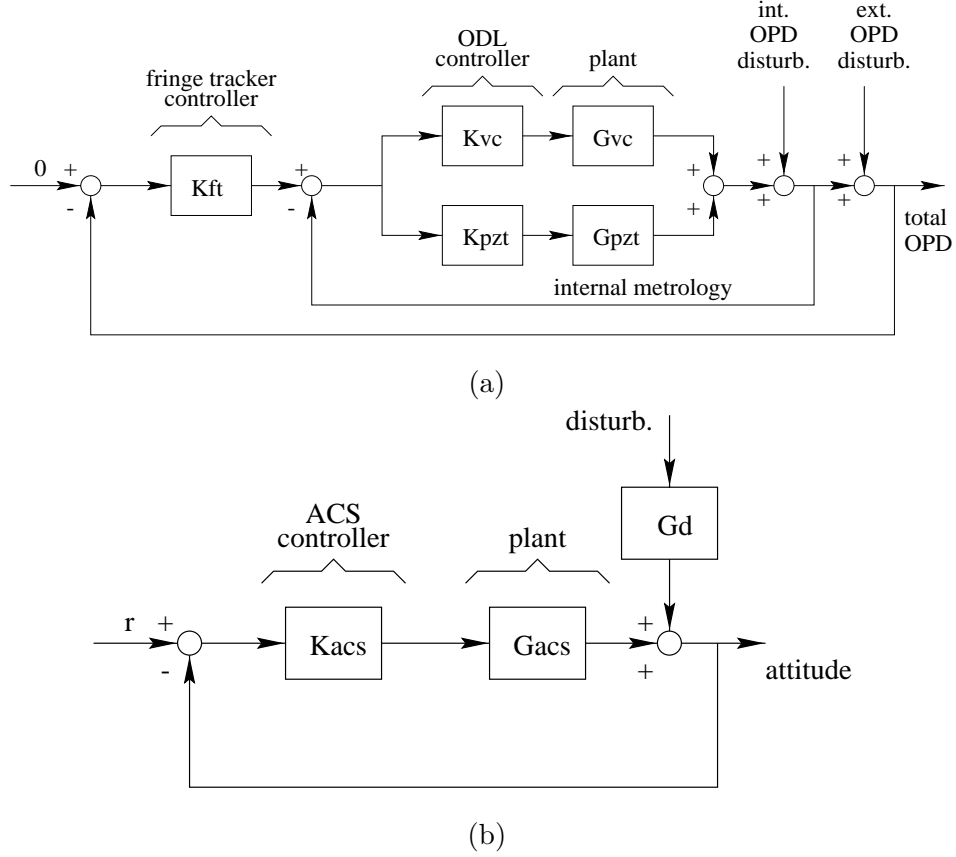 int.
OPD
disturb.
ext.
OPD
disturb.
ODL
controller
plant
fringe tracker
controller
0
+
-
Kft
+
-
Kvc
Gvc
Kpzt
Gpzt
+
+
+
+
+
+
total
OPD
internal metrology
(a)
disturb.
Gd
ACS
controller
plant
r
+
-
Kacs
Gacs
+
+
attitude
(b)